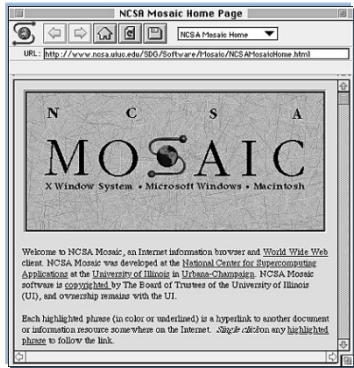 NCSA Mosaic Home Page
NCSA Mosaic Home
URL: http://www.ncsa.uiuc.edu/SDG/Software/Mosaic/NCSAMosaicHome.html
N C S A
MOSAIC
X Window System • Microsoft Windows • Macintosh
Welcome to NCSA Mosaic, an Internet information browser and World Wide Web
client. NCSA Mosaic was developed at the National Center for Supercomputing
Applications at the University of Illinois in Urbana-Champaign. NCSA Mosaic
software is copyrighted by The Board of Trustees of the University of Illinois
(UI), and ownership remains with the UI.
Each highlighted phrase (in color or underlined) is a hyperlink to another document
or information resource somewhere on the Internet. Single click on any highlighted
phrase to follow the link.